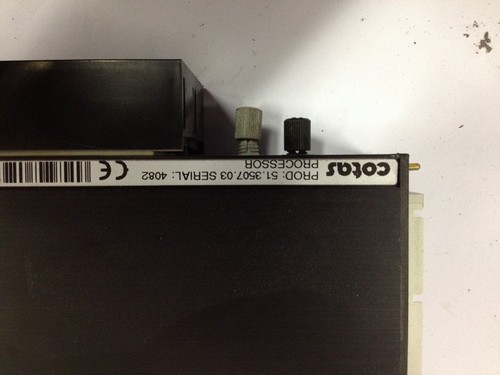 cotas
PROCESSOR
PROD: 51.3507.03 SERIAL: 4082
CE